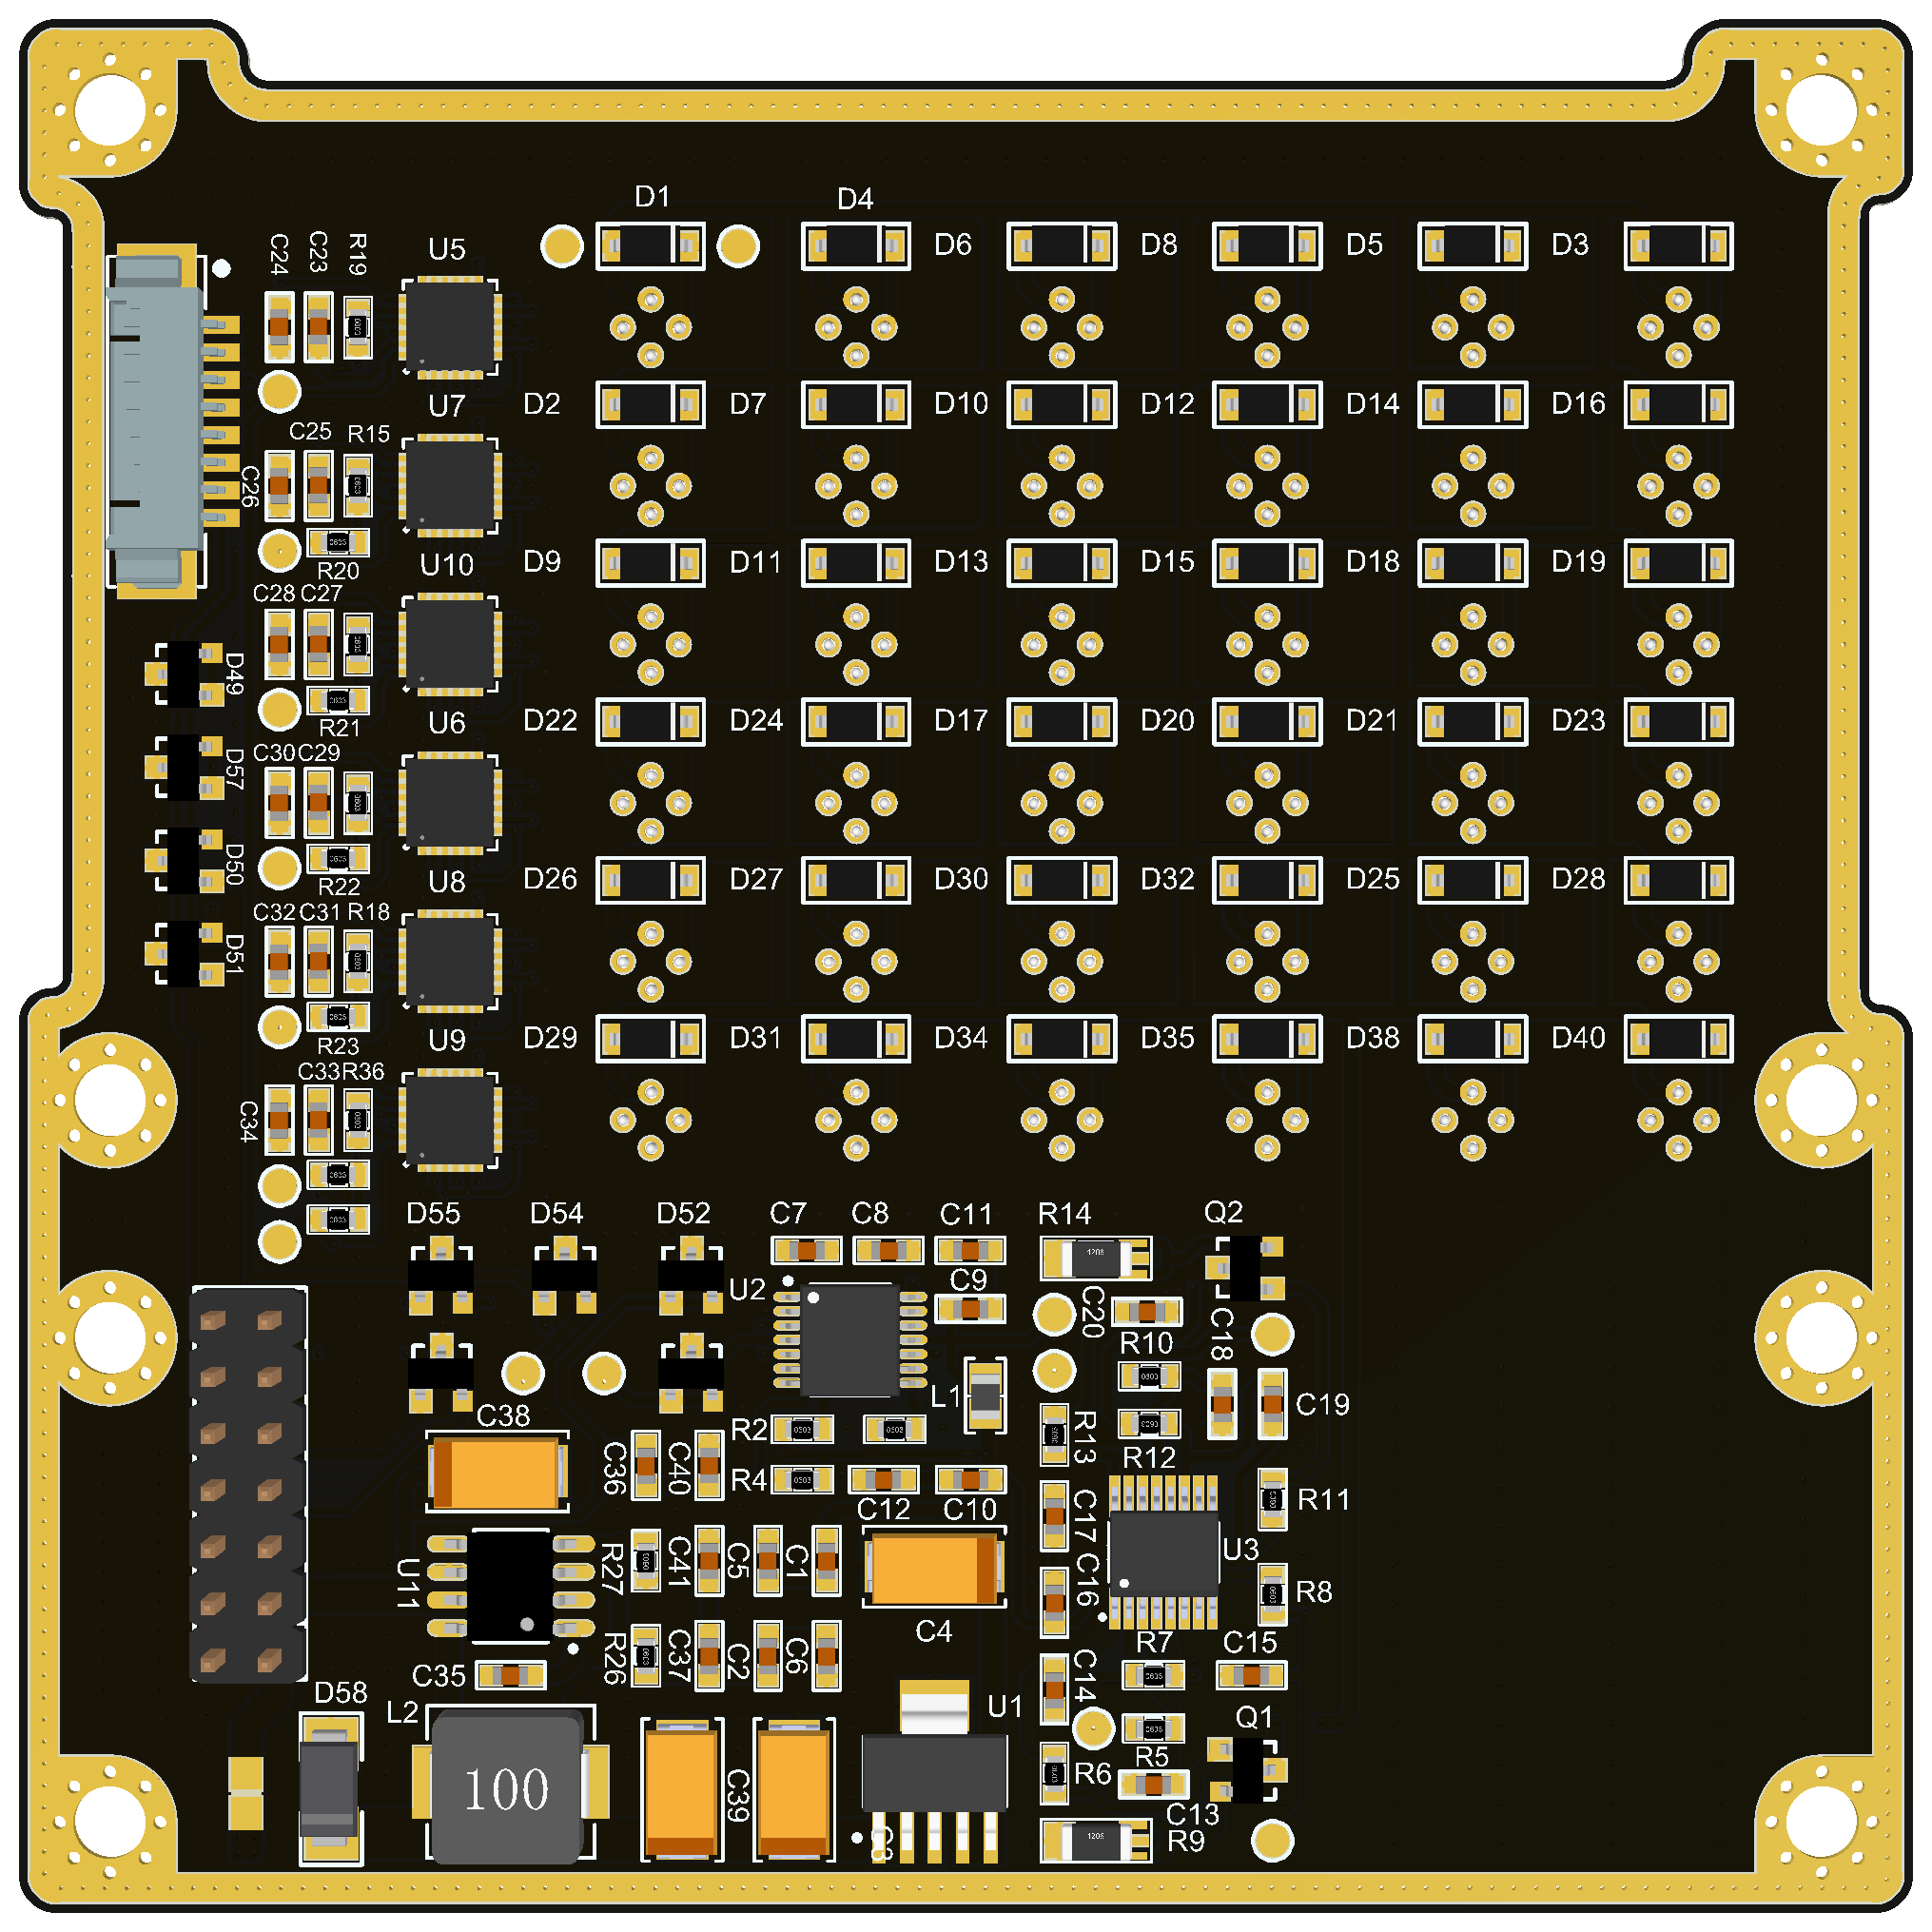 D1 D4
C24 C23 R19 U5 D6 D8 D5 D3
U7 D2 D7 D10 D12 D14 D16
C25 R15
C26
R20 U10 D9 D11 D13 D15 D18 D19
C28 C27
D49
R21 U6 D22 D24 D17 D20 D21 D23
C30 C29
D57
D50 R22 U8 D26 D27 D30 D32 D25 D28
C32 C31 R18
D51
R23 U9 D29 D31 D34 D35 D38 D40
C33 R36
C34
D55 D54 D52 C7 C8 C11 R14 Q2
1206
U2 C9 C20 C18
R10
L1 C19
C38 R2 R13
R12
C36 C40 R4 R11
C12 C10 C17
U3
U11 R27 C41 C5 C1 C16 R8
C4
R26 C37 C2 C6 R7 C15
C35 C14
D58 L2 U1 Q1
R5
100 C39 R6
C13
C3 1206 R9